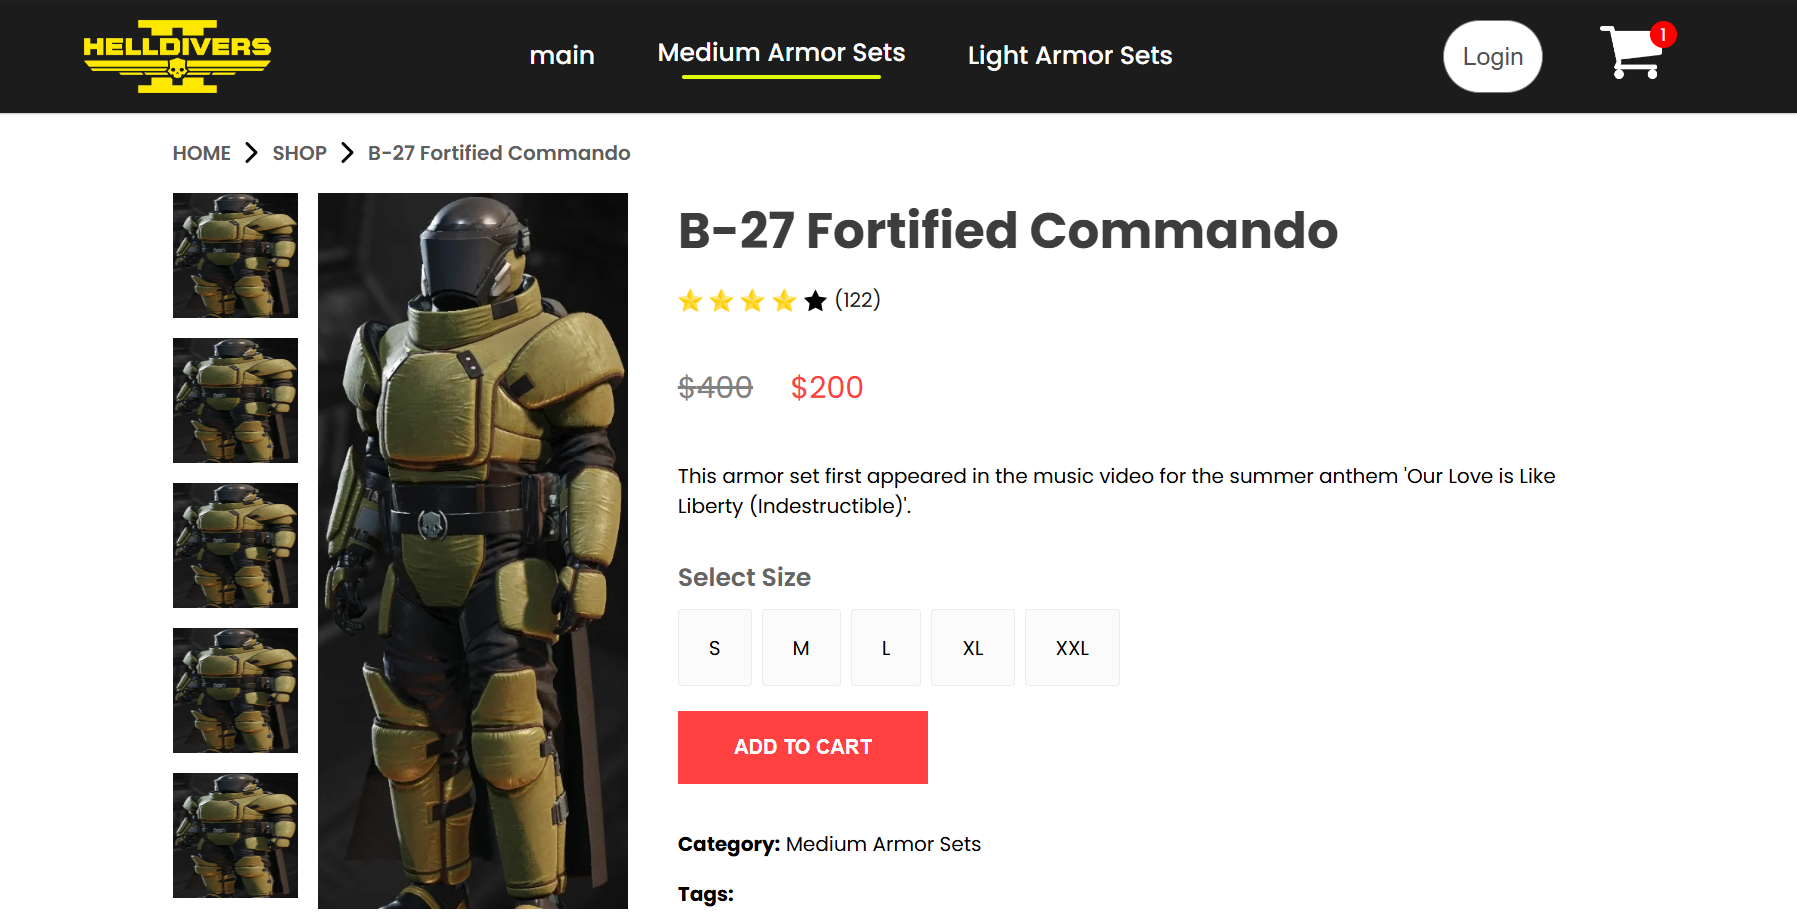 HELLDIVERS
II
main
Medium Armor Sets
Light Armor Sets
Login
1
HOME
SHOP
B-27 Fortified Commando
B-27 Fortified Commando
(122)
$400
$200
This armor set first appeared in the music video for the summer anthem 'Our Love is Like
Liberty (Indestructible)'.
Select Size
S
M
L
XL
XXL
ADD TO CART
Category: Medium Armor Sets
Tags: